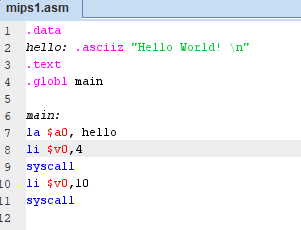 mips1.asm
1 .data
2 hello: .asciiz "Hello World! \n"
3 .text
4 .globl main
5
6 main:
7 la $a0, hello
8 li $v0,4
9 syscall
10 li $v0,10
11 syscall
12